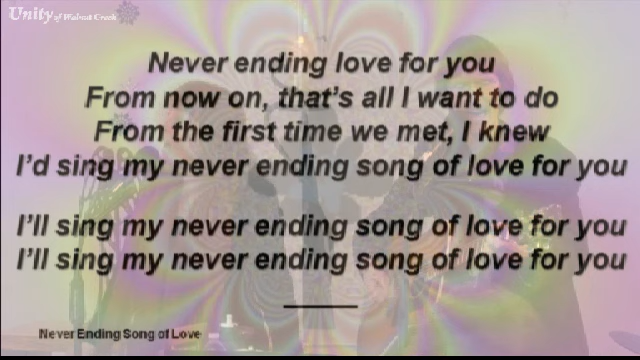 Unity of Walnut Creek
Never ending love for you
From now on, that's all I want to do
From the first time we met, I knew
I'd sing my never ending song of love for you
I'll sing my never ending song of love for you
I'll sing my never ending song of love for you
Never Ending Song of Love